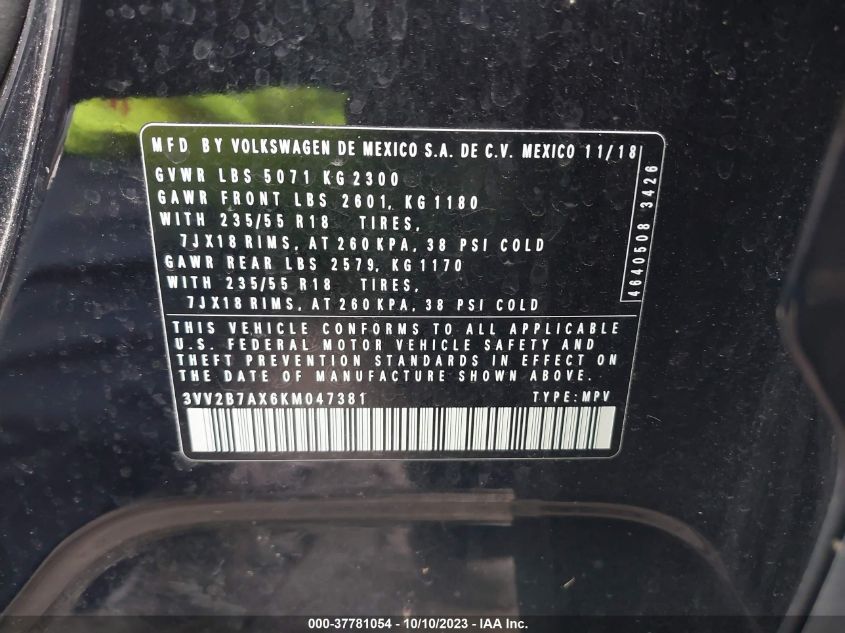 MFD BY VOLKSWAGEN DE MEXICO S.A. DE C.V. MEXICO 11/18
GVWR LBS 5071 KG 2300
GAWR FRONT LBS 2601, KG 1180
WITH 235/55 R18 TIRES,
7JX18 RIMS, AT 260 KPA, 38 PSI COLD
GAWR REAR LBS 2579, KG 1170
WITH 235/55 R18 TIRES,
7JX18 RIMS, AT 260 KPA, 38 PSI COLD
4640508 3426
THIS VEHICLE CONFORMS TO ALL APPLICABLE
U.S. FEDERAL MOTOR VEHICLE SAFETY AND
THEFT PREVENTION STANDARDS IN EFFECT ON
THE DATE OF MANUFACTURE SHOWN ABOVE.
3VV2B7AX6KM047381 TYPE: MPV
000-37781054 - 10/10/2023 - IAA Inc.